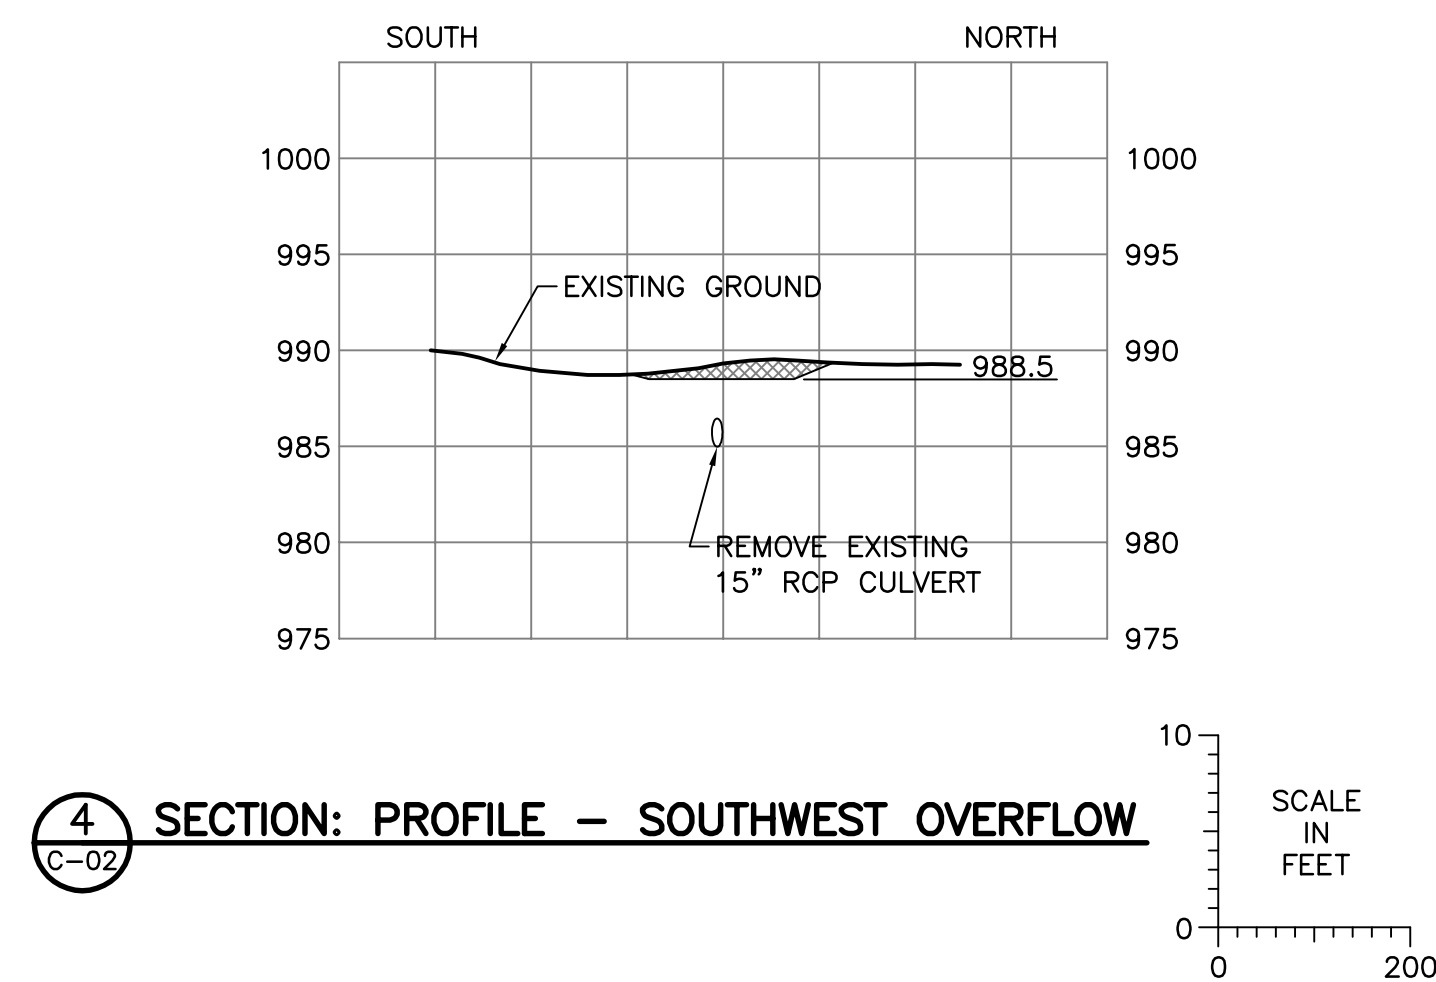 SOUTH
NORTH
1000
1000
995
995
EXISTING GROUND
990
990
988.5
985
985
980
980
REMOVE EXISTING
15” RCP CULVERT
975
975
10
SCALE
IN
FEET
0
0
200
4
C–02
SECTION: PROFILE – SOUTHWEST OVERFLOW